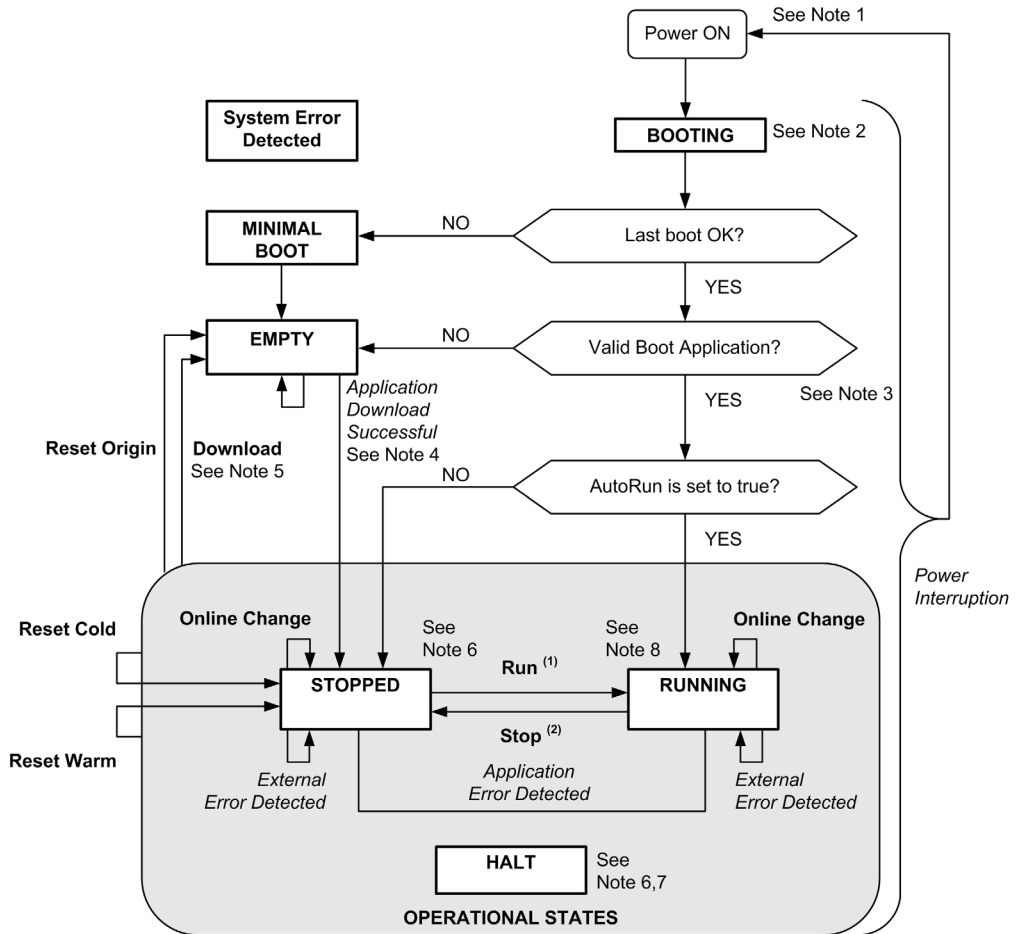 See Note 1
Power ON
System Error
Detected
BOOTING
See Note 2
MINIMAL
BOOT
NO
Last boot OK?
YES
EMPTY
NO
Valid Boot Application?
See Note 3
YES
Application
Download
Successful
See Note 4
Reset Origin
Download
See Note 5
NO
AutoRun is set to true?
YES
Power
Interruption
Reset Cold
Online Change
See
Note 6
See
Note 8
Online Change
Run (1)
STOPPED
RUNNING
Stop (2)
Reset Warm
External
Error Detected
Application
Error Detected
External
Error Detected
HALT
See
Note 6,7
OPERATIONAL STATES